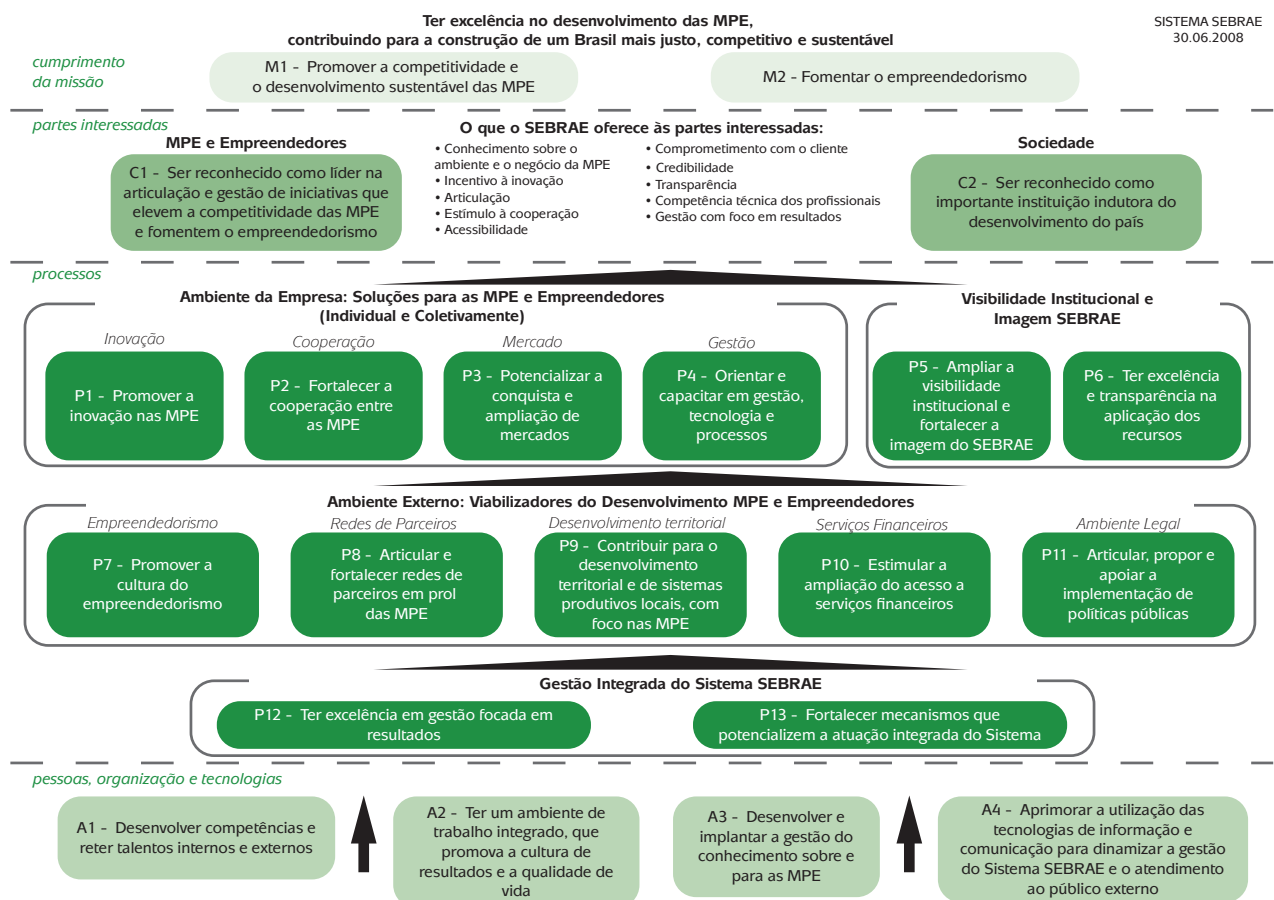 Ter excelência no desenvolvimento das MPE,
contribuindo para a construção de um Brasil mais justo, competitivo e sustentável
SISTEMA SEBRAE
30.06.2008
cumprimento
da missão
M1 - Promover a competitividade e
o desenvolvimento sustentável das MPE
M2 - Fomentar o empreendedorismo
partes interessadas
MPE e Empreendedores
C1 - Ser reconhecido como líder na
articulação e gestão de iniciativas que
elevem a competitividade das MPE
e fomentem o empreendedorismo
O que o SEBRAE oferece às partes interessadas:
• Conhecimento sobre o
ambiente e o negócio da MPE
• Incentivo à inovação
• Articulação
• Estímulo à cooperação
• Acessibilidade
• Comprometimento com o cliente
• Credibilidade
• Transparência
• Competência técnica dos profissionais
• Gestão com foco em resultados
Sociedade
C2 - Ser reconhecido como
importante instituição indutora do
desenvolvimento do país
processos
Ambiente da Empresa: Soluções para as MPE e Empreendedores
(Individual e Coletivamente)
Inovação
P1 - Promover a
inovação nas MPE
Cooperação
P2 - Fortalecer a
cooperação entre
as MPE
Mercado
P3 - Potencializar a
conquista e
ampliação de
mercados
Gestão
P4 - Orientar e
capacitar em gestão,
tecnologia e
processos
Visibilidade Institucional e
Imagem SEBRAE
P5 - Ampliar a
visibilidade
institucional e
fortalecer a
imagem do SEBRAE
P6 - Ter excelência
e transparência na
aplicação dos
recursos
Ambiente Externo: Viabilizadores do Desenvolvimento MPE e Empreendedores
Empreendedorismo
P7 - Promover a
cultura do
empreendedorismo
Redes de Parceiros
P8 - Articular e
fortalecer redes de
parceiros em prol
das MPE
Desenvolvimento territorial
P9 - Contribuir para o
desenvolvimento
territorial e de sistemas
produtivos locais, com
foco nas MPE
Serviços Financeiros
P10 - Estimular a
ampliação do acesso a
serviços financeiros
Ambiente Legal
P11 - Articular, propor e
apoiar a
implementação de
políticas públicas
Gestão Integrada do Sistema SEBRAE
P12 - Ter excelência em gestão focada em
resultados
P13 - Fortalecer mecanismos que
potencializem a atuação integrada do Sistema
pessoas, organização e tecnologias
A1 - Desenvolver competências e
reter talentos internos e externos
A2 - Ter um ambiente de
trabalho integrado, que
promova a cultura de
resultados e a qualidade de
vida
A3 - Desenvolver e
implantar a gestão do
conhecimento sobre e
para as MPE
A4 - Aprimorar a utilização das
tecnologias de informação e
comunicação para dinamizar a gestão
do Sistema SEBRAE e o atendimento
ao público externo